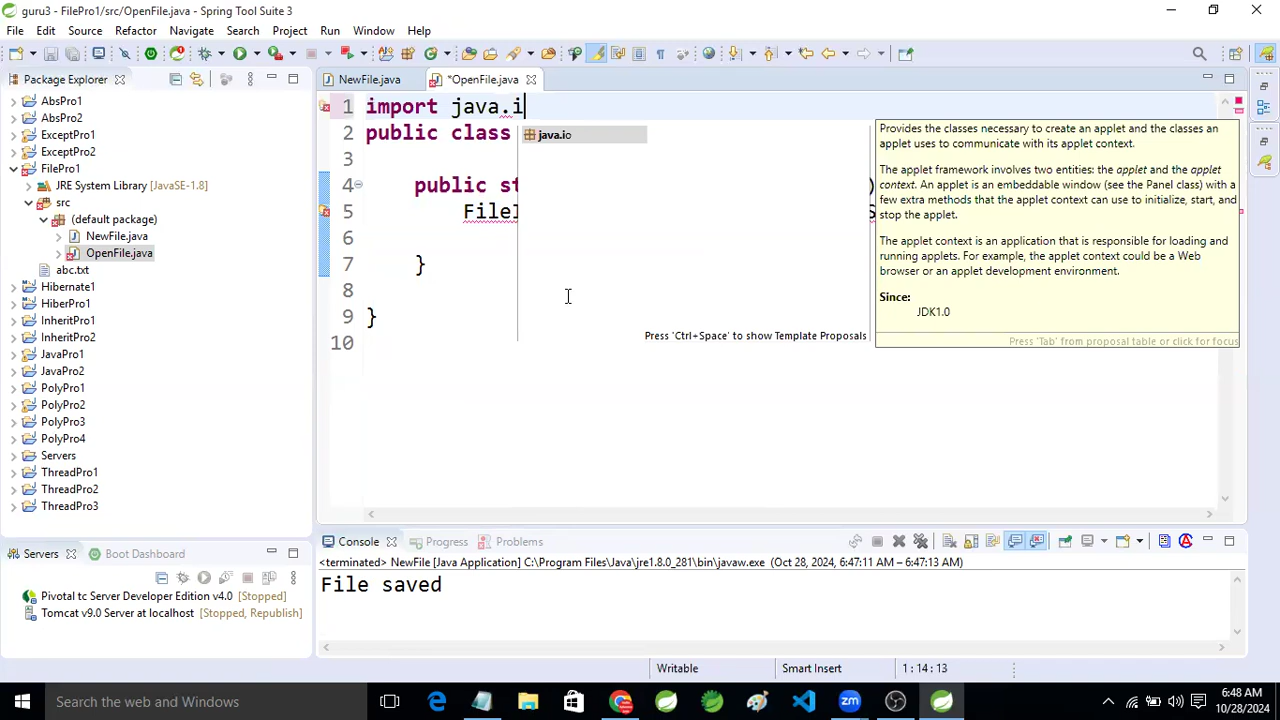 guru3 - FilePro1/src/OpenFile.java - Spring Tool Suite 3
File Edit Source Refactor Navigate Search Project Run Window Help
Package Explorer
NewFile.java
*OpenFile.java
AbsPro1
AbsPro2
ExceptPro1
ExceptPro2
FilePro1
JRE System Library [JavaSE-1.8]
src
(default package)
NewFile.java
OpenFile.java
abc.txt
Hibernate1
HiberPro1
InheritPro1
InheritPro2
JavaPro1
JavaPro2
PolyPro1
PolyPro2
PolyPro3
PolyPro4
Servers
ThreadPro1
ThreadPro2
ThreadPro3
1 import java.i
2 public class
3
4 public st )
5 FileI S
6
7 }
8
9 }
10
java.io
Press 'Ctrl+Space' to show Template Proposals
Provides the classes necessary to create an applet and the classes an
applet uses to communicate with its applet context.
The applet framework involves two entities: the applet and the applet
context. An applet is an embeddable window (see the Panel class) with a
few extra methods that the applet context can use to initialize, start, and
stop the applet.
The applet context is an application that is responsible for loading and
running applets. For example, the applet context could be a Web
browser or an applet development environment.
Since:
JDK1.0
Press 'Tab' from proposal table or click for focus
Servers
Boot Dashboard
Pivotal tc Server Developer Edition v4.0 [Stopped]
Tomcat v9.0 Server at localhost [Stopped, Republish]
Console
Progress
Problems
<terminated> NewFile [Java Application] C:\Program Files\Java\jre1.8.0_281\bin\javaw.exe (Oct 28, 2024, 6:47:11 AM – 6:47:13 AM)
File saved
Writable
Smart Insert
1 : 14 : 13
Search the web and Windows
zm
6:48 AM
10/28/2024